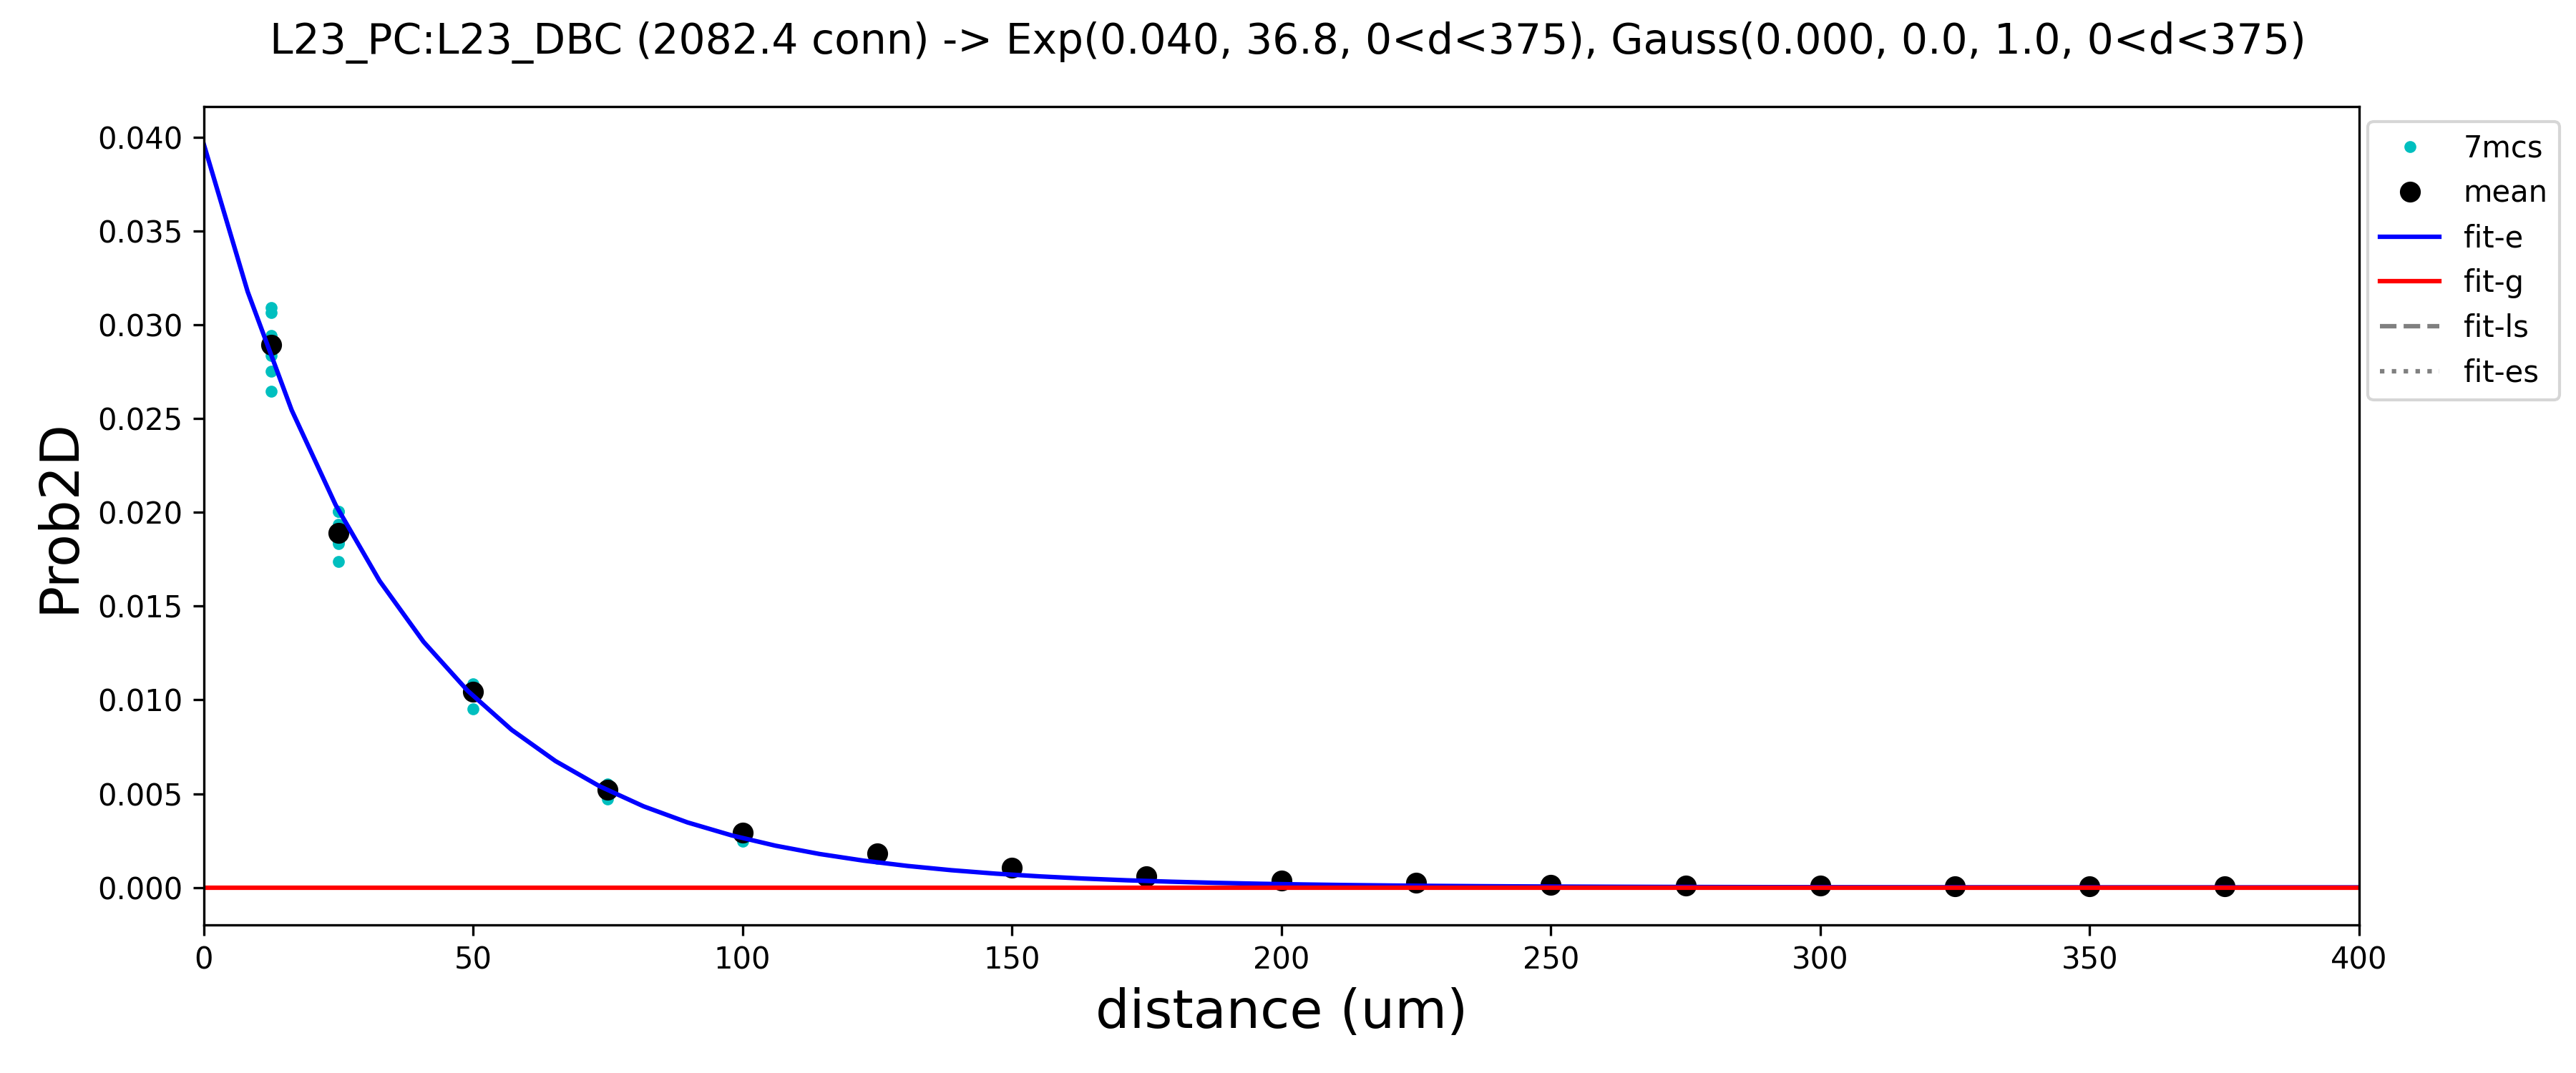 L23_PC:L23_DBC (2082.4 conn) -> Exp(0.040, 36.8, 0<d<375), Gauss(0.000, 0.0, 1.0, 0<d<375)
0.040
0.035
0.030
0.025
0.020
0.015
0.010
0.005
0.000
Prob2D
0 50 100 150 200 250 300 350 400
distance (um)
7mcs
mean
fit-e
fit-g
fit-ls
fit-es